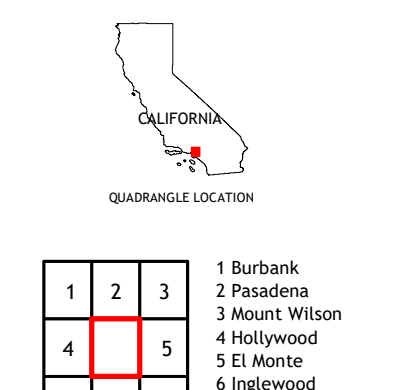 CALIFORNIA
QUADRANGLE LOCATION
1 2 3
4 5
1 Burbank
2 Pasadena
3 Mount Wilson
4 Hollywood
5 El Monte
6 Inglewood